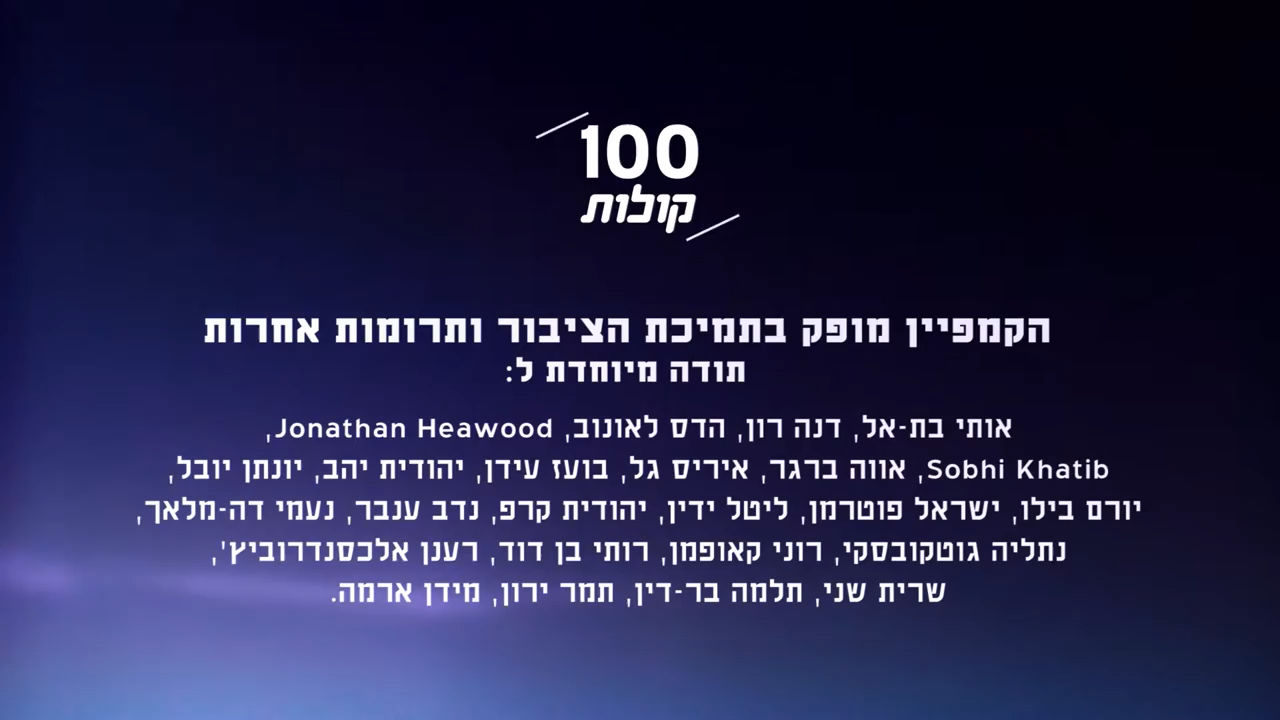 100
קולות
הקמפיין מופק בתמיכת הציבור ותרומות אחרות
תודה מיוחדת ל:
אותי בת-אל, דנה רון, הדס לאונוב, Jonathan Heawood,
Sobhi Khatib, אווה ברגר, איריס גל, בועז עידן, יהודית יהב, יונתן יובל,
יורם בילו, ישראל פוטרמן, ליטל ידין, יהודית קרפ, נדב ענבר, נעמי דה-מלאך,
נתליה גוטקובסקי, רוני קאופמן, רותי בן דוד, רענן אלכסנדרוביץ',
שרית שני, תלמה בר-דין, תמר ירון, מידן ארמה.